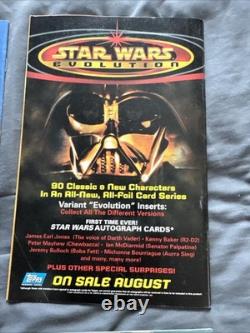 STAR WARS
EVOLUTION
90 Classic & New Characters
In An All-New, All-Foil Card Series
Variant "Evolution" Inserts:
Collect All The Different Versions
FIRST TIME EVER!
STAR WARS AUTOGRAPH CARDS*
James Earl Jones (The voice of Darth Vader) - Kenny Baker (R2-D2)
Peter Mayhew (Chewbacca) - Ian McDiarmid (Senator Palpatine)
Jeremy Bulloch (Boba Fett) - Michonne Bourriague (Aurra Sing)
and many, many more!
PLUS OTHER SPECIAL SURPRISES!
TOPPS
ON SALE AUGUST